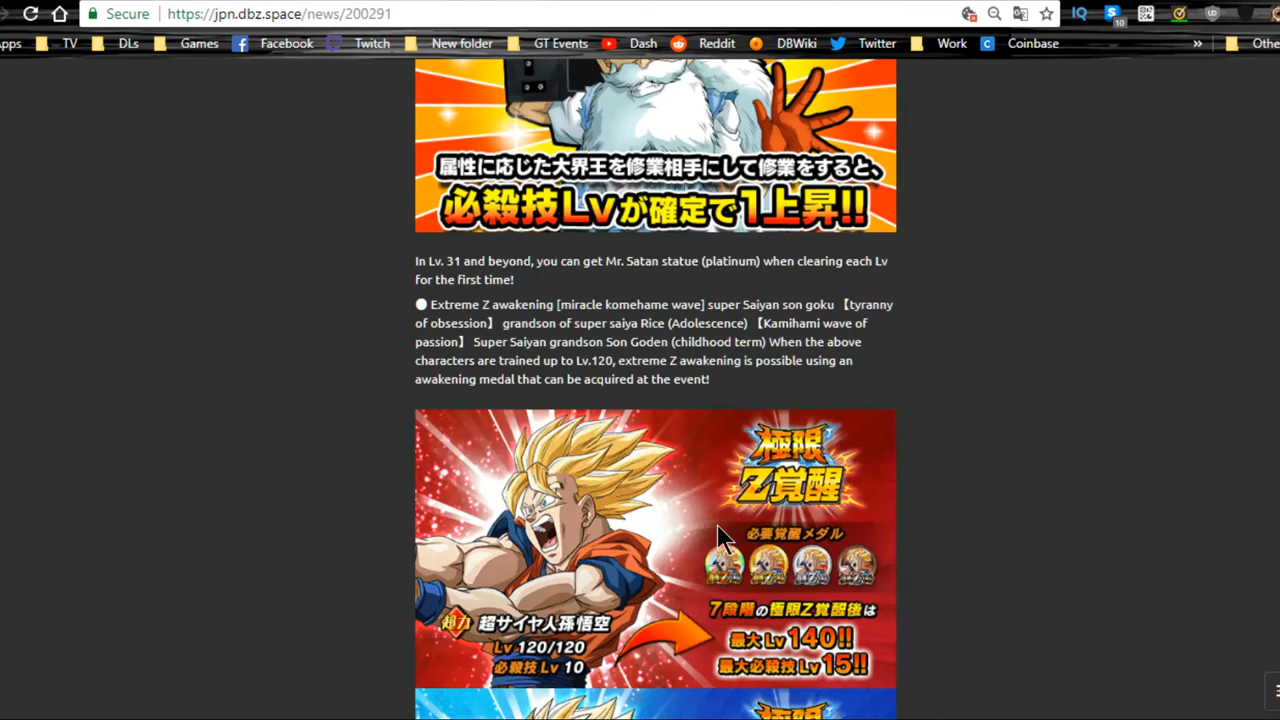 Secure
https://jpn.dbz.space/news/200291
IQ
10
UD
Apps TV DLs Games Facebook Twitch New folder GT Events Dash Reddit DBWiki Twitter Work Coinbase » Othe
属性に応じた大界王を修業相手にして修業をすると、
必殺技Lvが確定で1上昇!!
In Lv. 31 and beyond, you can get Mr. Satan statue (platinum) when clearing each Lv
for the first time!
Extreme Z awakening [miracle komehame wave] super Saiyan son goku 【tyranny
of obsession】 grandson of super saiya Rice (Adolescence) 【Kamihami wave of
passion】 Super Saiyan grandson Son Goden (childhood term) When the above
characters are trained up to Lv.120, extreme Z awakening is possible using an
awakening medal that can be acquired at the event!
極限
Z覚醒
必要覚醒メダル
7段階の極限Z覚醒後は
超力 超サイヤ人孫悟空
最大Lv 140!!
Lv 120/120
最大必殺技Lv 15!!
必殺技Lv 10
極限